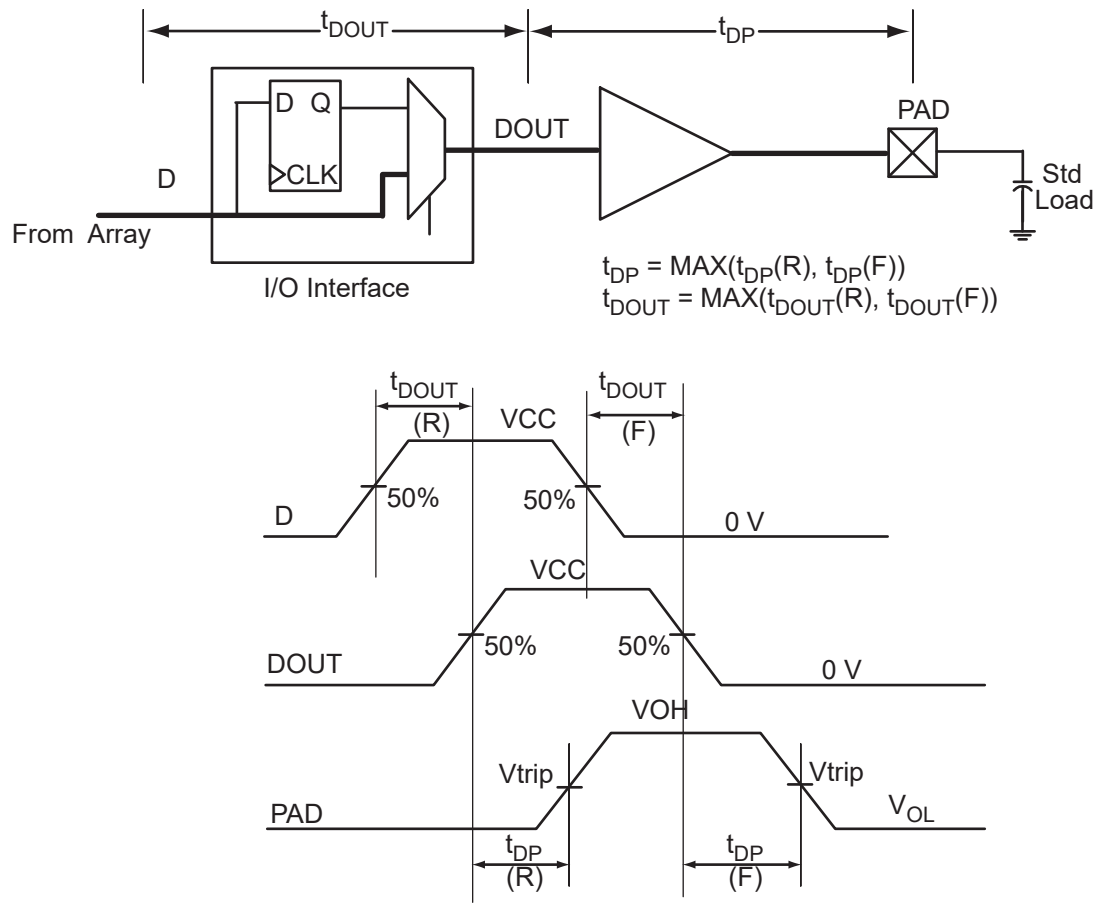 tDOUT
tDP
D Q
CLK
DOUT
PAD
D
Std
Load
From Array
I/O Interface
tDP = MAX(tDP(R), tDP(F))
tDOUT = MAX(tDOUT(R), tDOUT(F))
tDOUT
(R)
VCC
tDOUT
(F)
50%
50%
D
0 V
VCC
50%
50%
DOUT
0 V
VOH
Vtrip
Vtrip
PAD
VOL
tDP
(R)
tDP
(F)